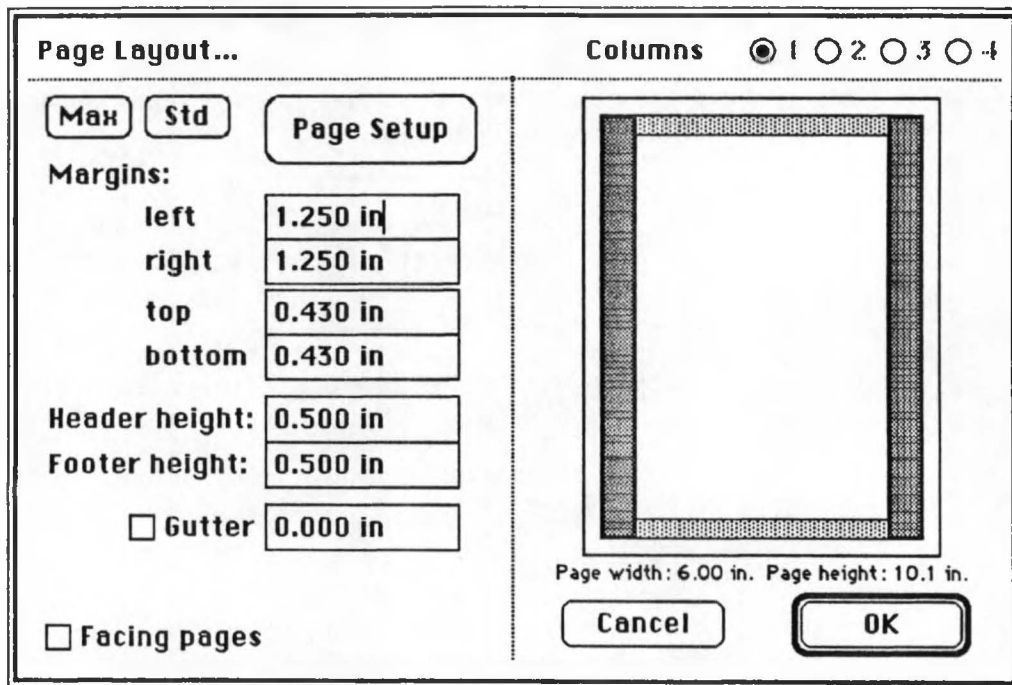 Page Layout...
Columns 1 2 3 4
Max Std Page Setup
Margins:
left 1.250 in
right 1.250 in
top 0.430 in
bottom 0.430 in
Header height: 0.500 in
Footer height: 0.500 in
Gutter 0.000 in
Facing pages
Page width: 6.00 in. Page height: 10.1 in.
Cancel OK